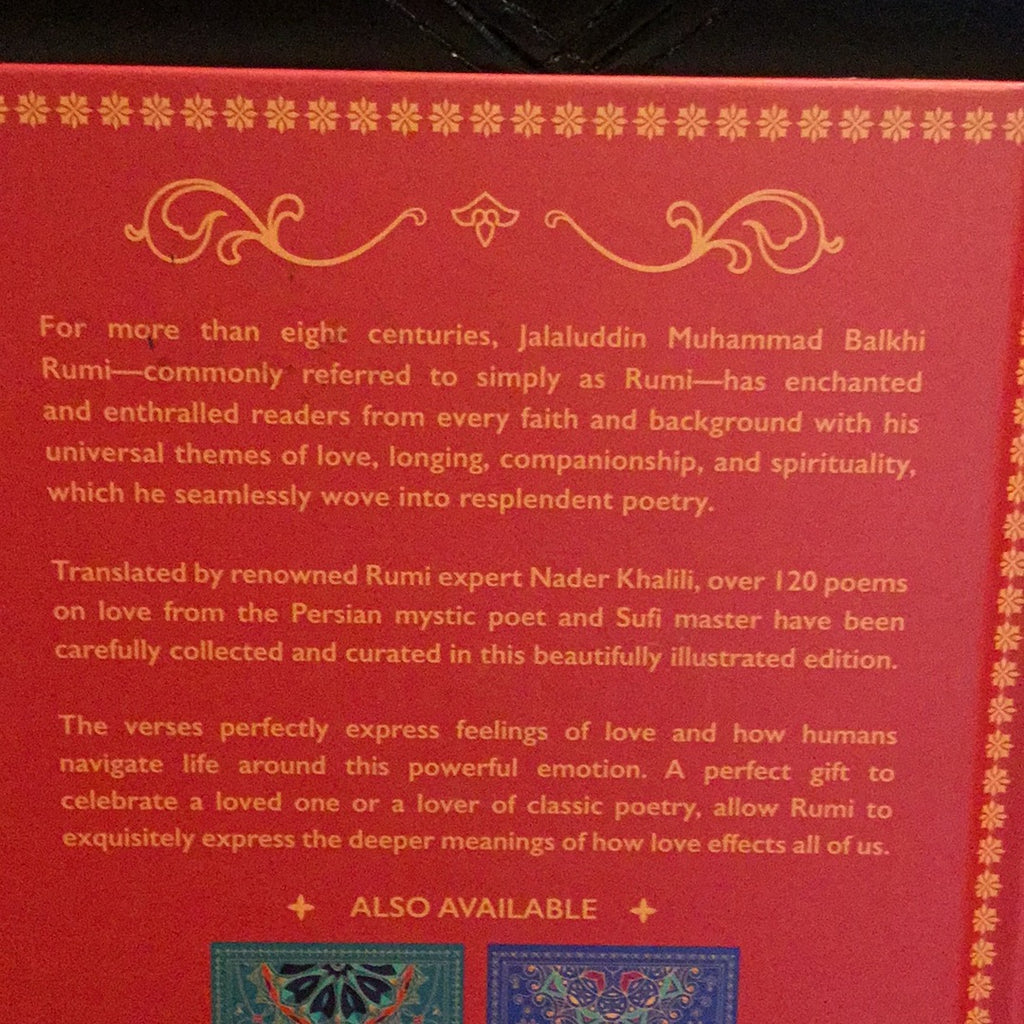 For more than eight centuries, Jalaluddin Muhammad Balkhi
Rumi—commonly referred to simply as Rumi—has enchanted
and enthralled readers from every faith and background with his
universal themes of love, longing, companionship, and spirituality,
which he seamlessly wove into resplendent poetry.
Translated by renowned Rumi expert Nader Khalili, over 120 poems
on love from the Persian mystic poet and Sufi master have been
carefully collected and curated in this beautifully illustrated edition.
The verses perfectly express feelings of love and how humans
navigate life around this powerful emotion. A perfect gift to
celebrate a loved one or a lover of classic poetry, allow Rumi to
exquisitely express the deeper meanings of how love effects all of us.
ALSO AVAILABLE